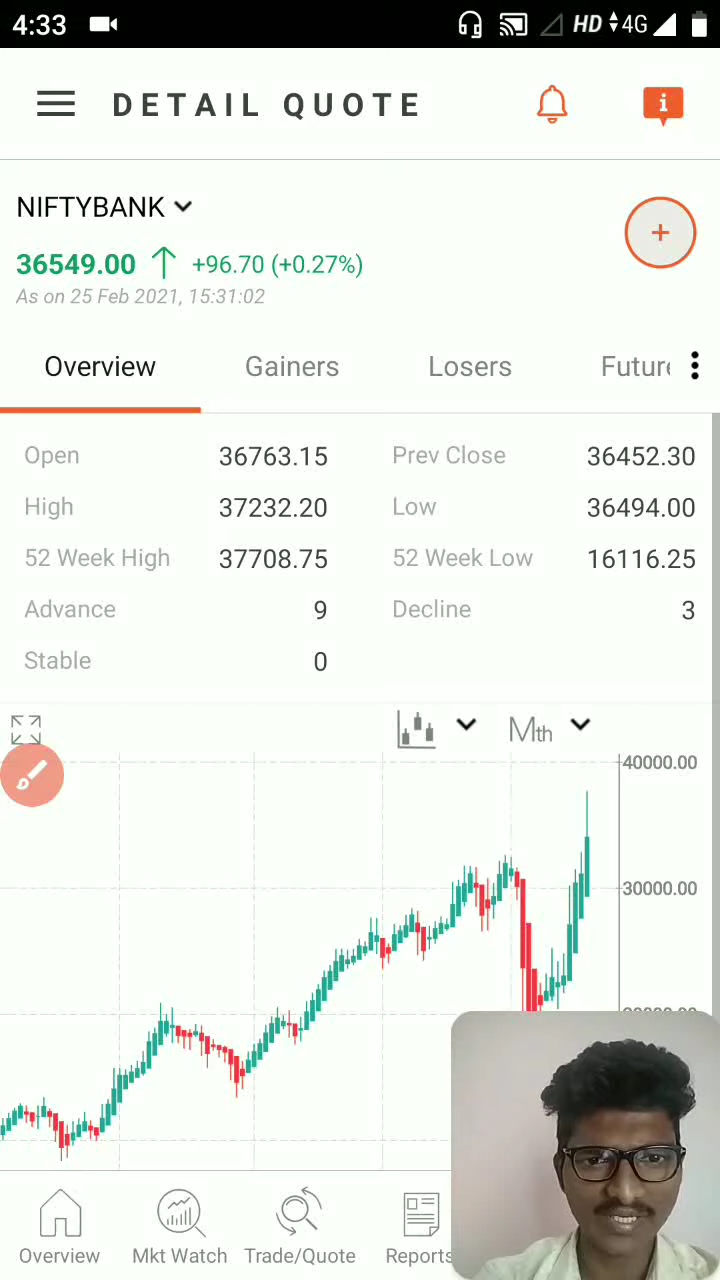 4:33 HD 4G
DETAIL QUOTE
NIFTYBANK
36549.00 +96.70 (+0.27%)
As on 25 Feb 2021, 15:31:02
+
Overview Gainers Losers Future
Open 36763.15 Prev Close 36452.30
High 37232.20 Low 36494.00
52 Week High 37708.75 52 Week Low 16116.25
Advance 9 Decline 3
Stable 0
Mth
40000.00
30000.00
Overview Mkt Watch Trade/Quote Reports